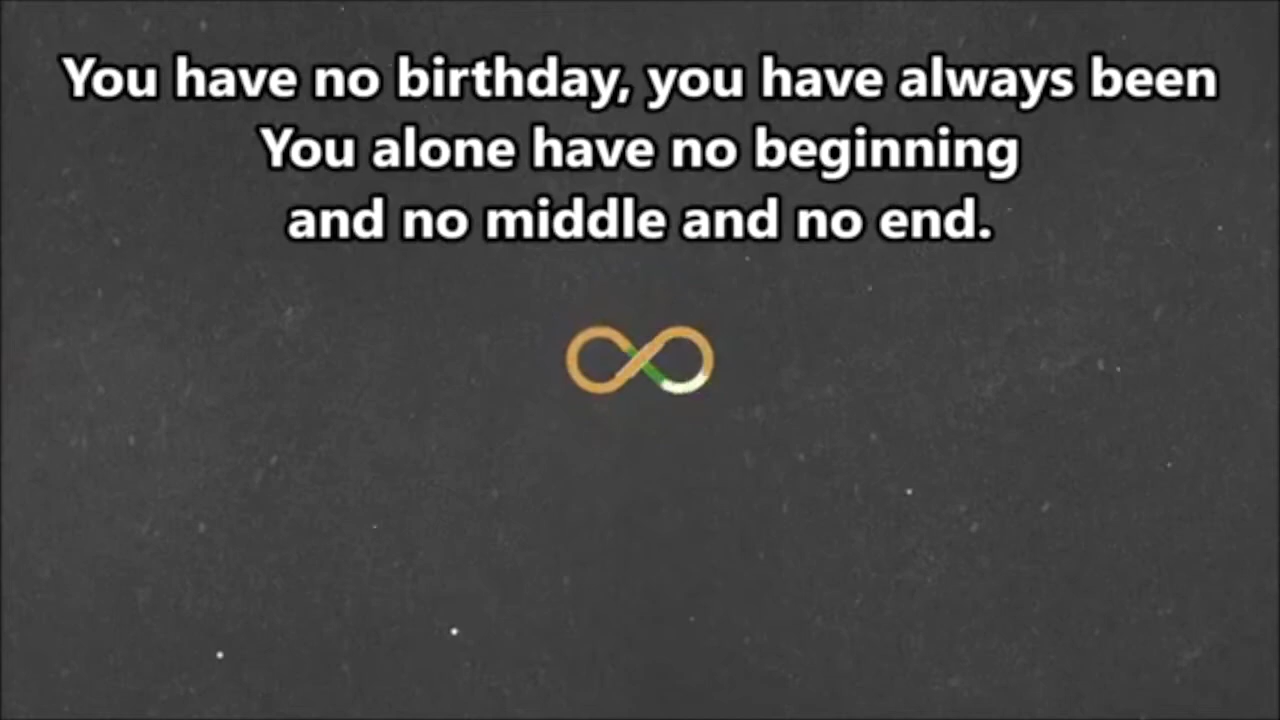 You have no birthday, you have always been
You alone have no beginning
and no middle and no end.